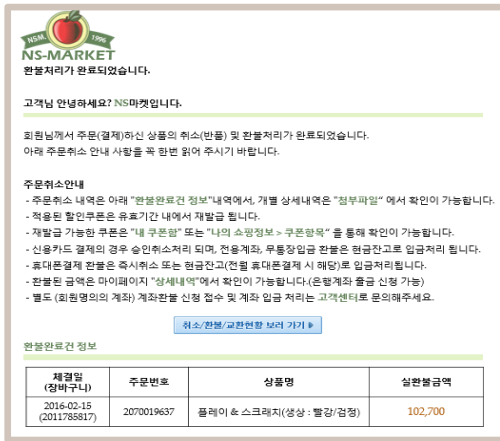 NSM. 1996
NS-MARKET
환불처리가 완료되었습니다.
고객님 안녕하세요? NS마켓입니다.
회원님께서 주문(결제)하신 상품의 취소(반품) 및 환불처리가 완료되었습니다.
아래 주문취소 안내 사항을 꼭 한번 읽어 주시기 바랍니다.
주문취소안내
- 주문취소 내역은 아래 "환불완료건 정보"내역에서, 개별 상세내역은 "첨부파일" 에서 확인이 가능합니다.
- 적용된 할인쿠폰은 유효기간 내에서 재발급 됩니다.
- 재발급 가능한 쿠폰은 "내 쿠폰함" 또는 "나의 쇼핑정보 > 쿠폰항목" 을 통해 확인이 가능합니다.
- 신용카드 결제의 경우 승인취소처리 되며, 전용계좌, 무통장입금 환불은 현금잔고로 입금처리 됩니다.
- 휴대폰결제 환불은 즉시취소 또는 현금잔고(전월 휴대폰결제 시 해당)로 입금처리됩니다.
- 환불된 금액은 마이페이지 "상세내역"에서 확인이 가능합니다.(은행계좌 출금 신청 가능)
- 별도 (회원명의의 계좌) 계좌환불 신청 접수 및 계좌 입금 처리는 고객센터로 문의해주세요.
취소/환불/교환현황 보러 가기
환불완료건 정보
체결일 주문번호 상품명 실환불금액
(장바구니)
2016-02-15 2070019637 플레이 & 스크래치(생상 : 빨강/검정) 102,700
(2011785817)